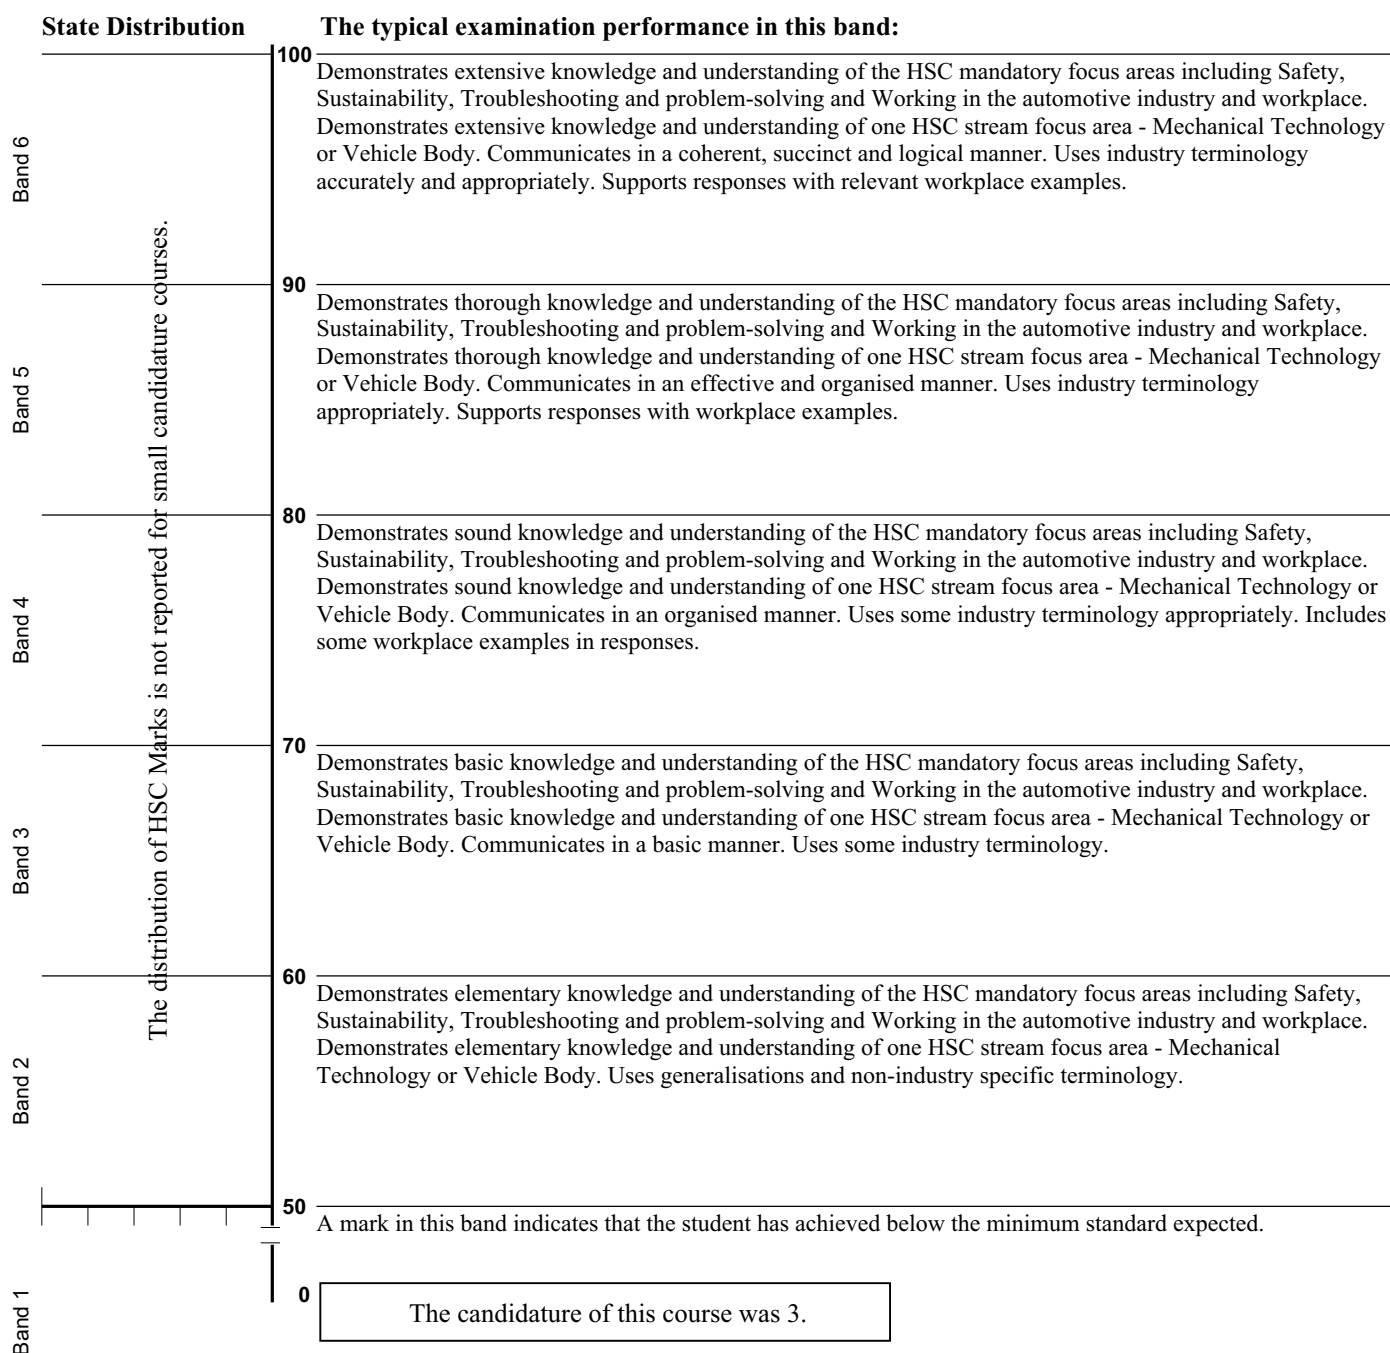 State Distribution
The typical examination performance in this band:
100
Demonstrates extensive knowledge and understanding of the HSC mandatory focus areas including Safety,
Sustainability, Troubleshooting and problem-solving and Working in the automotive industry and workplace.
Demonstrates extensive knowledge and understanding of one HSC stream focus area - Mechanical Technology
or Vehicle Body. Communicates in a coherent, succinct and logical manner. Uses industry terminology
accurately and appropriately. Supports responses with relevant workplace examples.
Band 6
The distribution of HSC Marks is not reported for small candidature courses.
90
Demonstrates thorough knowledge and understanding of the HSC mandatory focus areas including Safety,
Sustainability, Troubleshooting and problem-solving and Working in the automotive industry and workplace.
Demonstrates thorough knowledge and understanding of one HSC stream focus area - Mechanical Technology
or Vehicle Body. Communicates in an effective and organised manner. Uses industry terminology
appropriately. Supports responses with workplace examples.
Band 5
80
Demonstrates sound knowledge and understanding of the HSC mandatory focus areas including Safety,
Sustainability, Troubleshooting and problem-solving and Working in the automotive industry and workplace.
Demonstrates sound knowledge and understanding of one HSC stream focus area - Mechanical Technology or
Vehicle Body. Communicates in an organised manner. Uses some industry terminology appropriately. Includes
some workplace examples in responses.
Band 4
70
Demonstrates basic knowledge and understanding of the HSC mandatory focus areas including Safety,
Sustainability, Troubleshooting and problem-solving and Working in the automotive industry and workplace.
Demonstrates basic knowledge and understanding of one HSC stream focus area - Mechanical Technology or
Vehicle Body. Communicates in a basic manner. Uses some industry terminology.
Band 3
60
Demonstrates elementary knowledge and understanding of the HSC mandatory focus areas including Safety,
Sustainability, Troubleshooting and problem-solving and Working in the automotive industry and workplace.
Demonstrates elementary knowledge and understanding of one HSC stream focus area - Mechanical
Technology or Vehicle Body. Uses generalisations and non-industry specific terminology.
Band 2
50
A mark in this band indicates that the student has achieved below the minimum standard expected.
0
Band 1
The candidature of this course was 3.